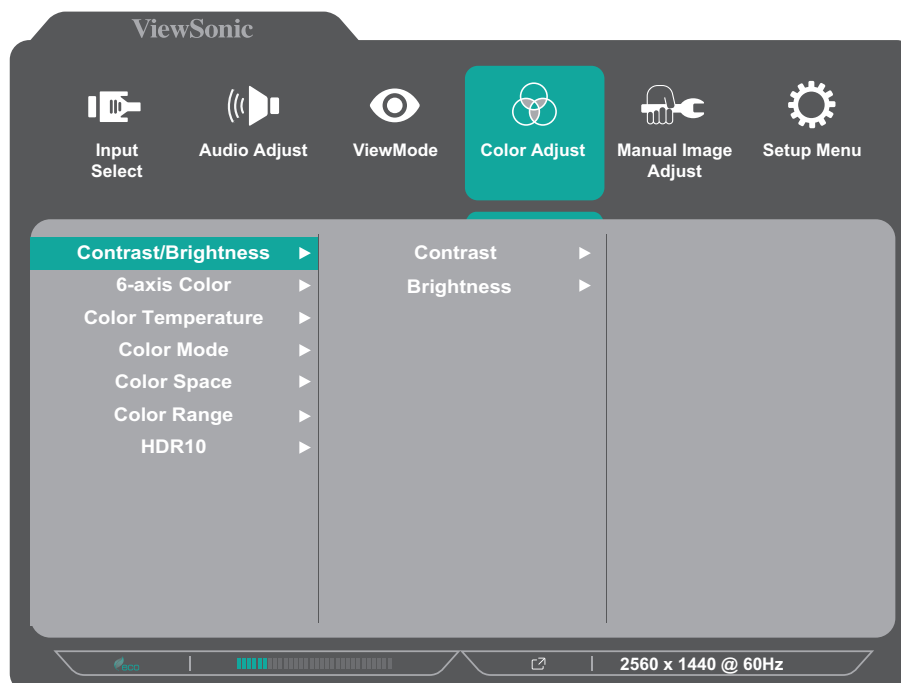 ViewSonic
Input
Select
Audio Adjust
ViewMode
Color Adjust
Manual Image
Adjust
Setup Menu
Contrast/Brightness
6-axis Color
Color Temperature
Color Mode
Color Space
Color Range
HDR10
Contrast
Brightness
eco
2560 x 1440 @ 60Hz